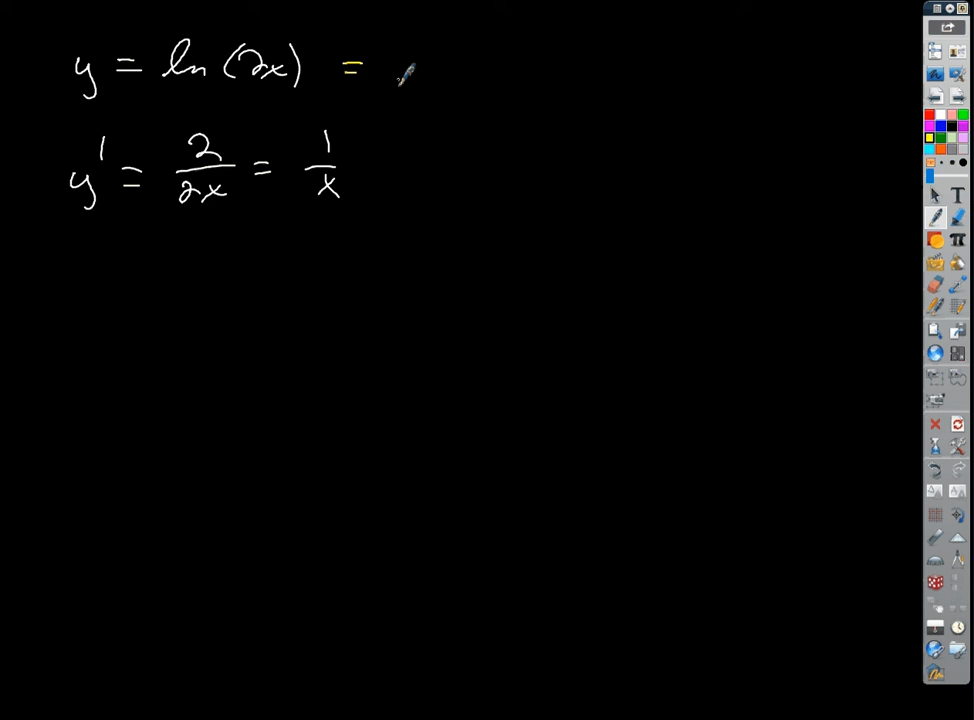 y = ln (2x) =
y' = 2/2x = 1/x
T
π